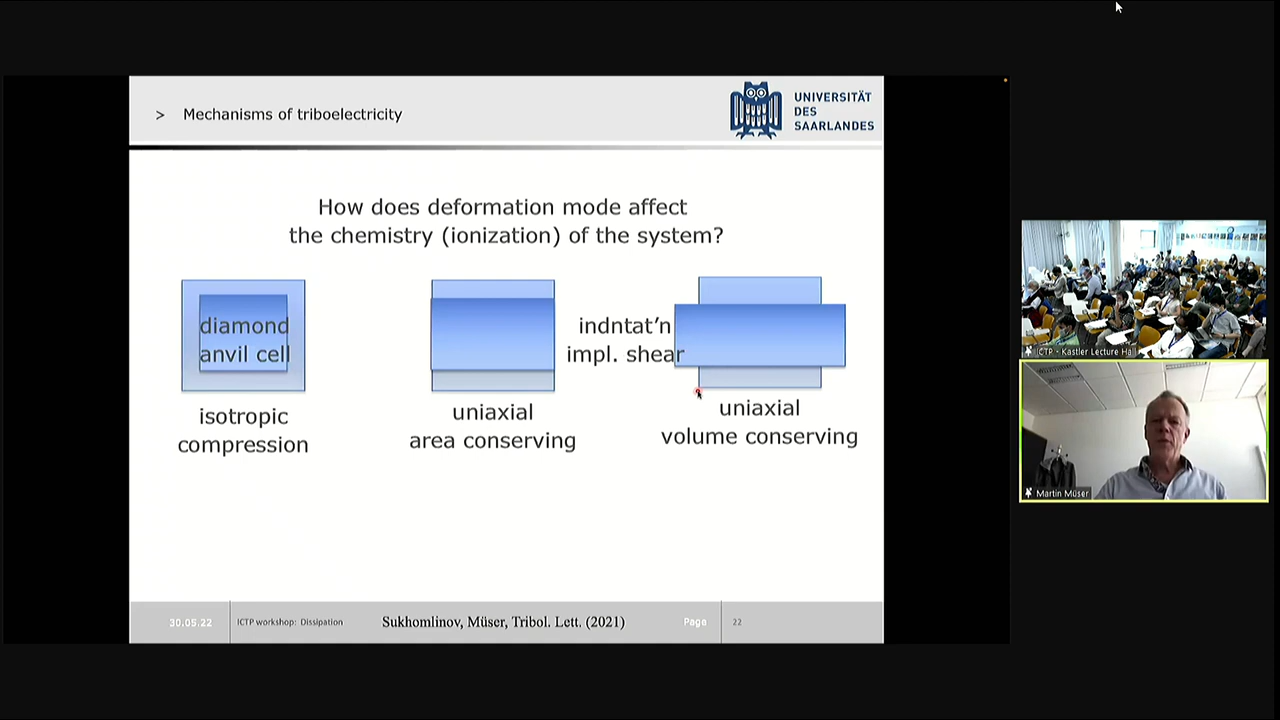 > Mechanisms of triboelectricity
UNIVERSITÄT
DES
SAARLANDES
How does deformation mode affect
the chemistry (ionization) of the system?
diamond
anvil cell
isotropic
compression
uniaxial
area conserving
indntat'n
impl. shear
uniaxial
volume conserving
30.05.22
ICTP workshop: Dissipation
Sukhomlinov, Müser, Tribol. Lett. (2021)
Page
22
ICTP - Kastler Lecture Hall
Martin Müser